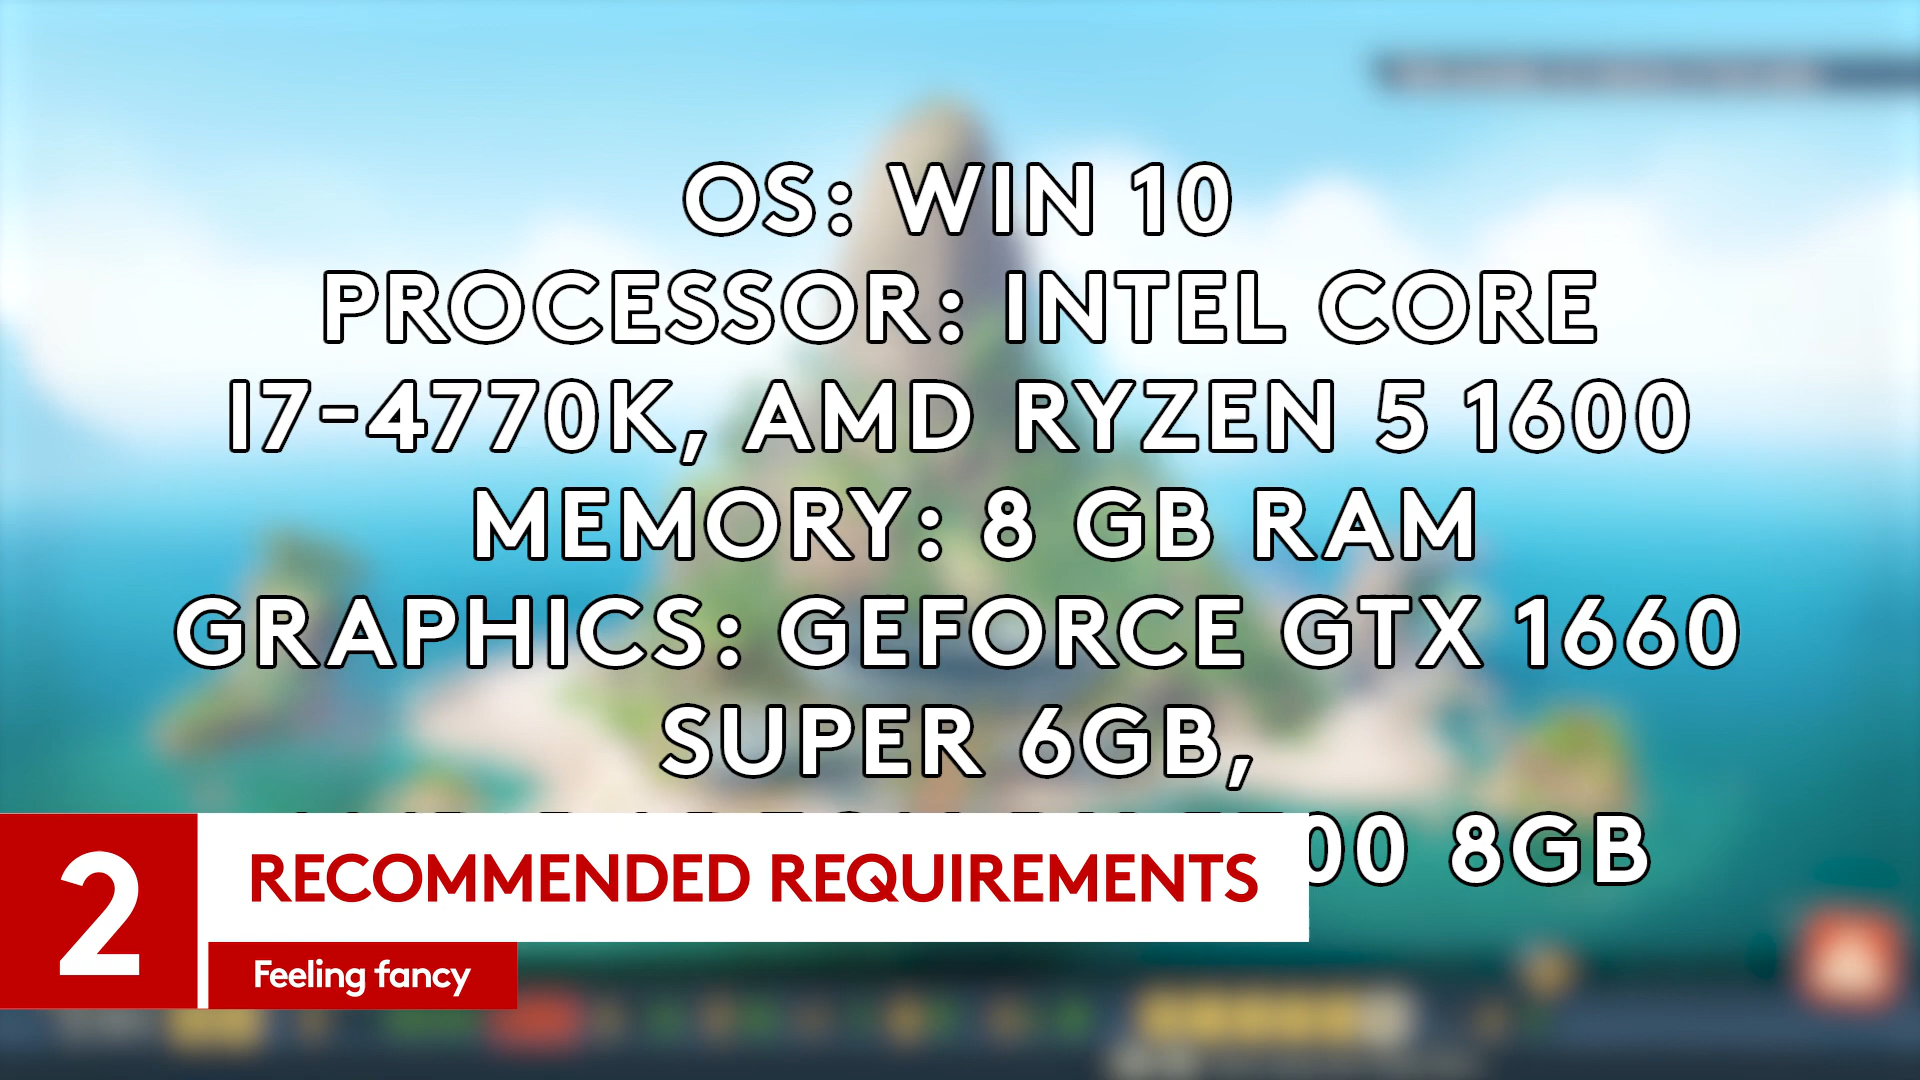 OS: WIN 10
PROCESSOR: INTEL CORE
I7-4770K, AMD RYZEN 5 1600
MEMORY: 8 GB RAM
GRAPHICS: GEFORCE GTX 1660
SUPER 6GB,
00 8GB
2
RECOMMENDED REQUIREMENTS
Feeling fancy